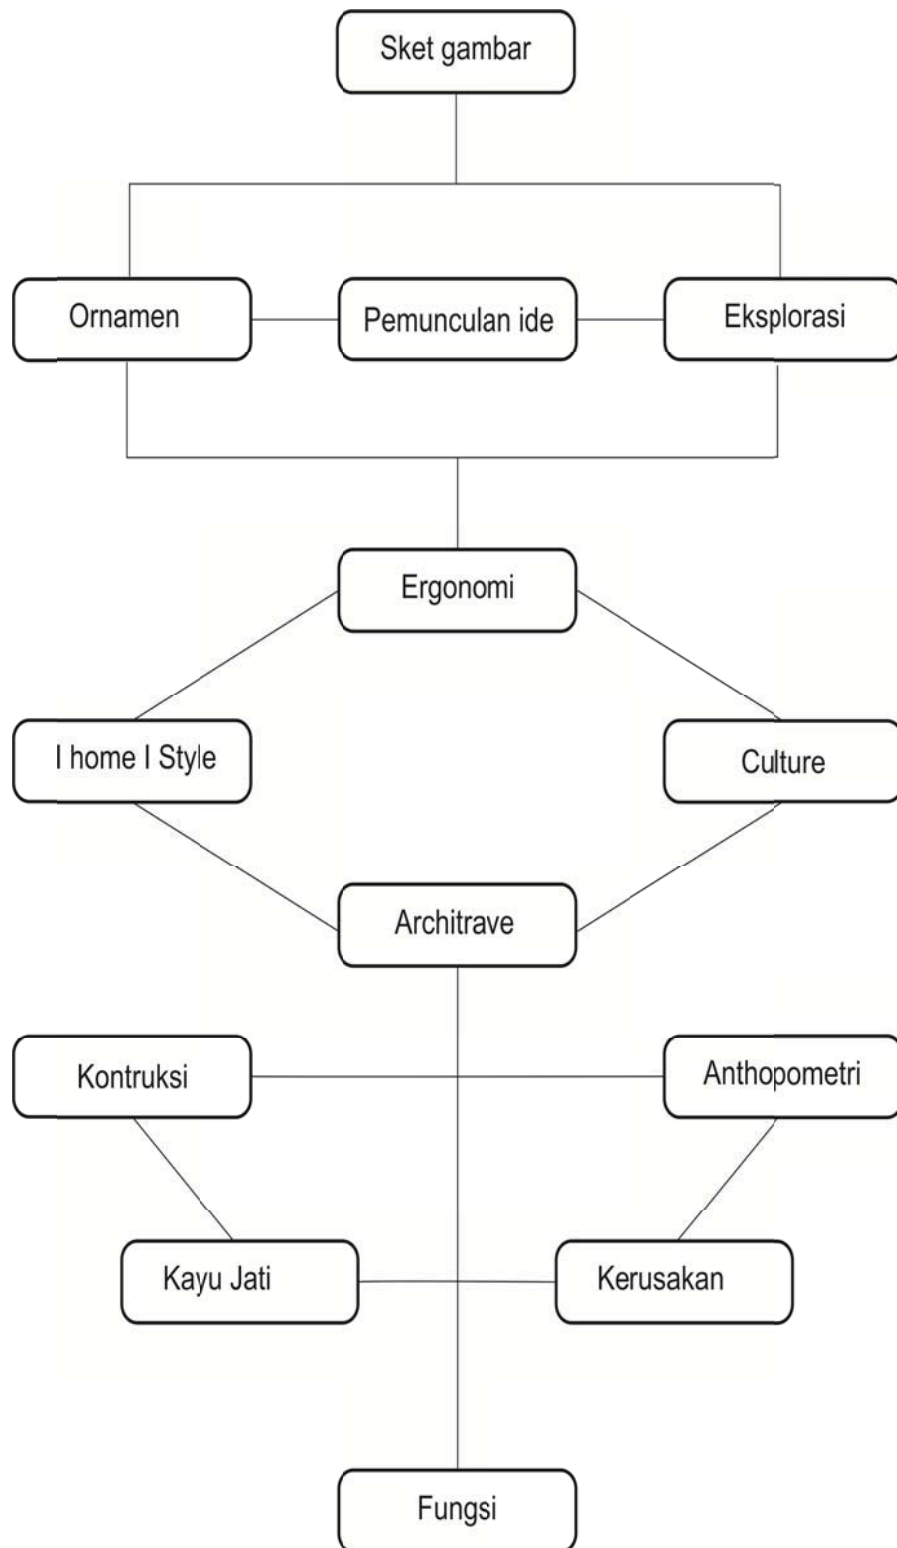 Sket gambar
Ornamen
Pemunculan ide
Eksplorasi
Ergonomi
I home I Style
Culture
Architrave
Kontruksi
Anthopometri
Kayu Jati
Kerusakan
Fungsi